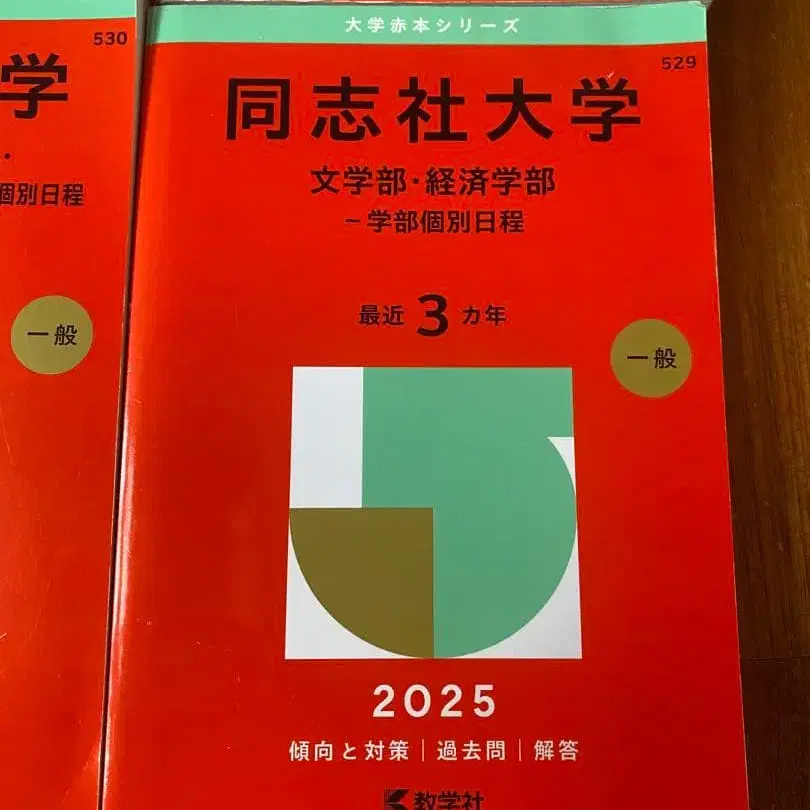 530
学
・
個別日程
一般
大学赤本シリーズ
529
同志社大学
文学部・経済学部
－学部個別日程
最近3カ年
一般
2025
傾向と対策｜過去問｜解答
教学社